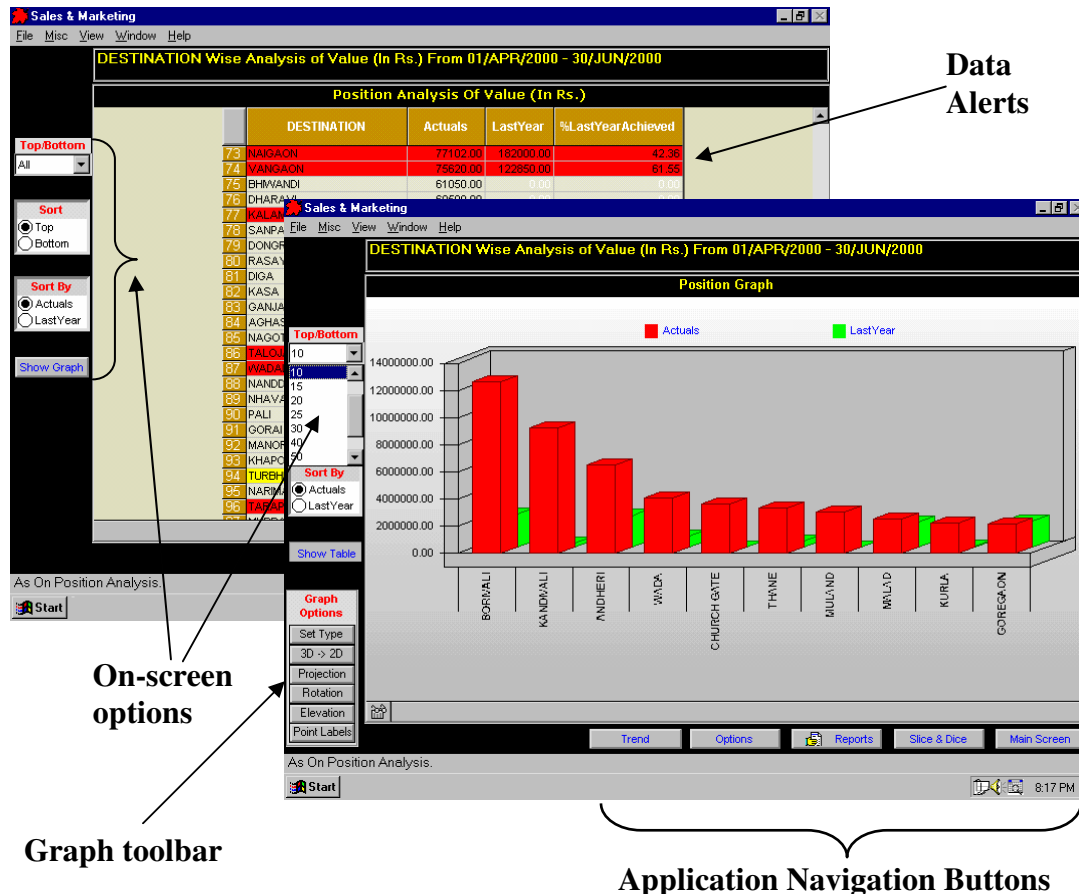 Sales & Marketing
File Misc View Window Help
DESTINATION Wise Analysis of Value (In Rs.) From 01/APR/2000 - 30/JUN/2000
Position Analysis Of Value (In Rs.)
DESTINATION Actuals LastYear %LastYearAchieved
73 NAIGAON 77102.00 182000.00 42.36
74 VANGAON 75620.00 122850.00 61.55
75 BHIWANDI 61050.00 0.00 0.00
76 DHARAVI
77 KALAM
78 SANPA
79 DONGR
80 RASAY
81 DIGA
82 KASA
83 GANJA
84 AGHAS
85 NAGOT
86 TALOJ
87 WADA
88 NANDD
89 NHAVA
90 PALI
91 GORAI
92 MANOR
93 KHAPO
94 TURBH
95 NARIMA
96 TARAP
Top/Bottom
All
Sort
Top
Bottom
Sort By
Actuals
LastYear
Show Graph
As On Position Analysis.
Start
Data
Alerts
Sales & Marketing
File Misc View Window Help
DESTINATION Wise Analysis of Value (In Rs.) From 01/APR/2000 - 30/JUN/2000
Position Graph
Actuals LastYear
Top/Bottom
10
10
15
20
25
30
40
50
Sort By
Actuals
LastYear
Show Table
Graph
Options
Set Type
3D -> 2D
Projection
Rotation
Elevation
Point Labels
14000000.00
12000000.00
10000000.00
8000000.00
6000000.00
4000000.00
2000000.00
0.00
BORIVALI
KANDIVALI
ANDHERI
WADA
CHURCH GATE
THANE
MULAND
MALAD
KURLA
GOREGAON
Trend Options Reports Slice & Dice Main Screen
As On Position Analysis.
Start 8:17 PM
On-screen
options
Graph toolbar
Application Navigation Buttons